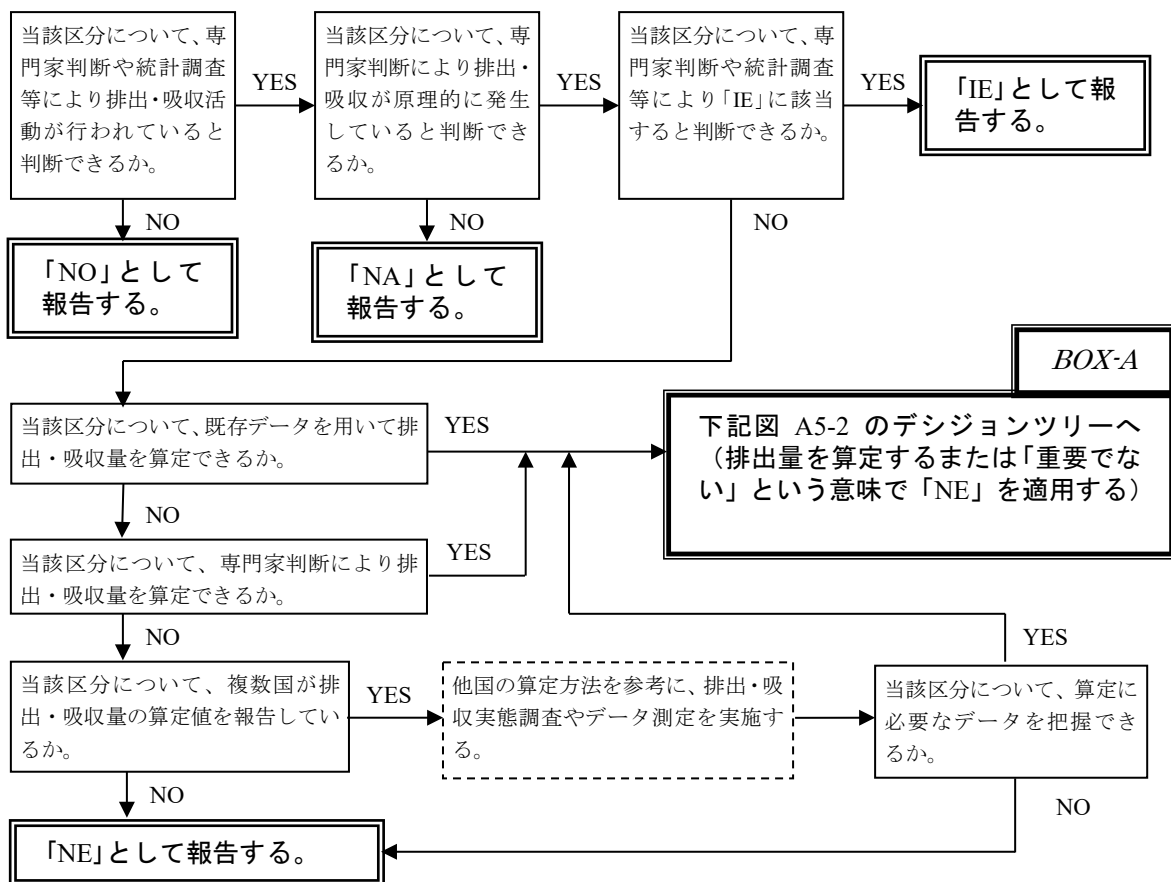 当該区分について、専
門家判断や統計調査
等により排出・吸収活
動が行われていると
判断できるか。
YES
当該区分について、専
門家判断により排出・
吸収が原理的に発生
していると判断でき
るか。
YES
当該区分について、専
門家判断や統計調査
等により「IE」に該当
すると判断できるか。
YES
「IE」として報
告する。
NO
NO
NO
「NO」として
報告する。
「NA」として
報告する。
BOX-A
下記図 A5-2 のデシジョンツリーへ
（排出量を算定するまたは「重要でな
い」という意味で「NE」を適用する）
当該区分について、既存データを用いて排
出・吸収量を算定できるか。
YES
NO
当該区分について、専門家判断により排
出・吸収量を算定できるか。
YES
NO
当該区分について、複数国が排
出・吸収量の算定値を報告してい
るか。
YES
他国の算定方法を参考に、排出・吸
収実態調査やデータ測定を実施す
る。
YES
当該区分について、算定に
必要なデータを把握でき
るか。
NO
NO
「NE」として報告する。